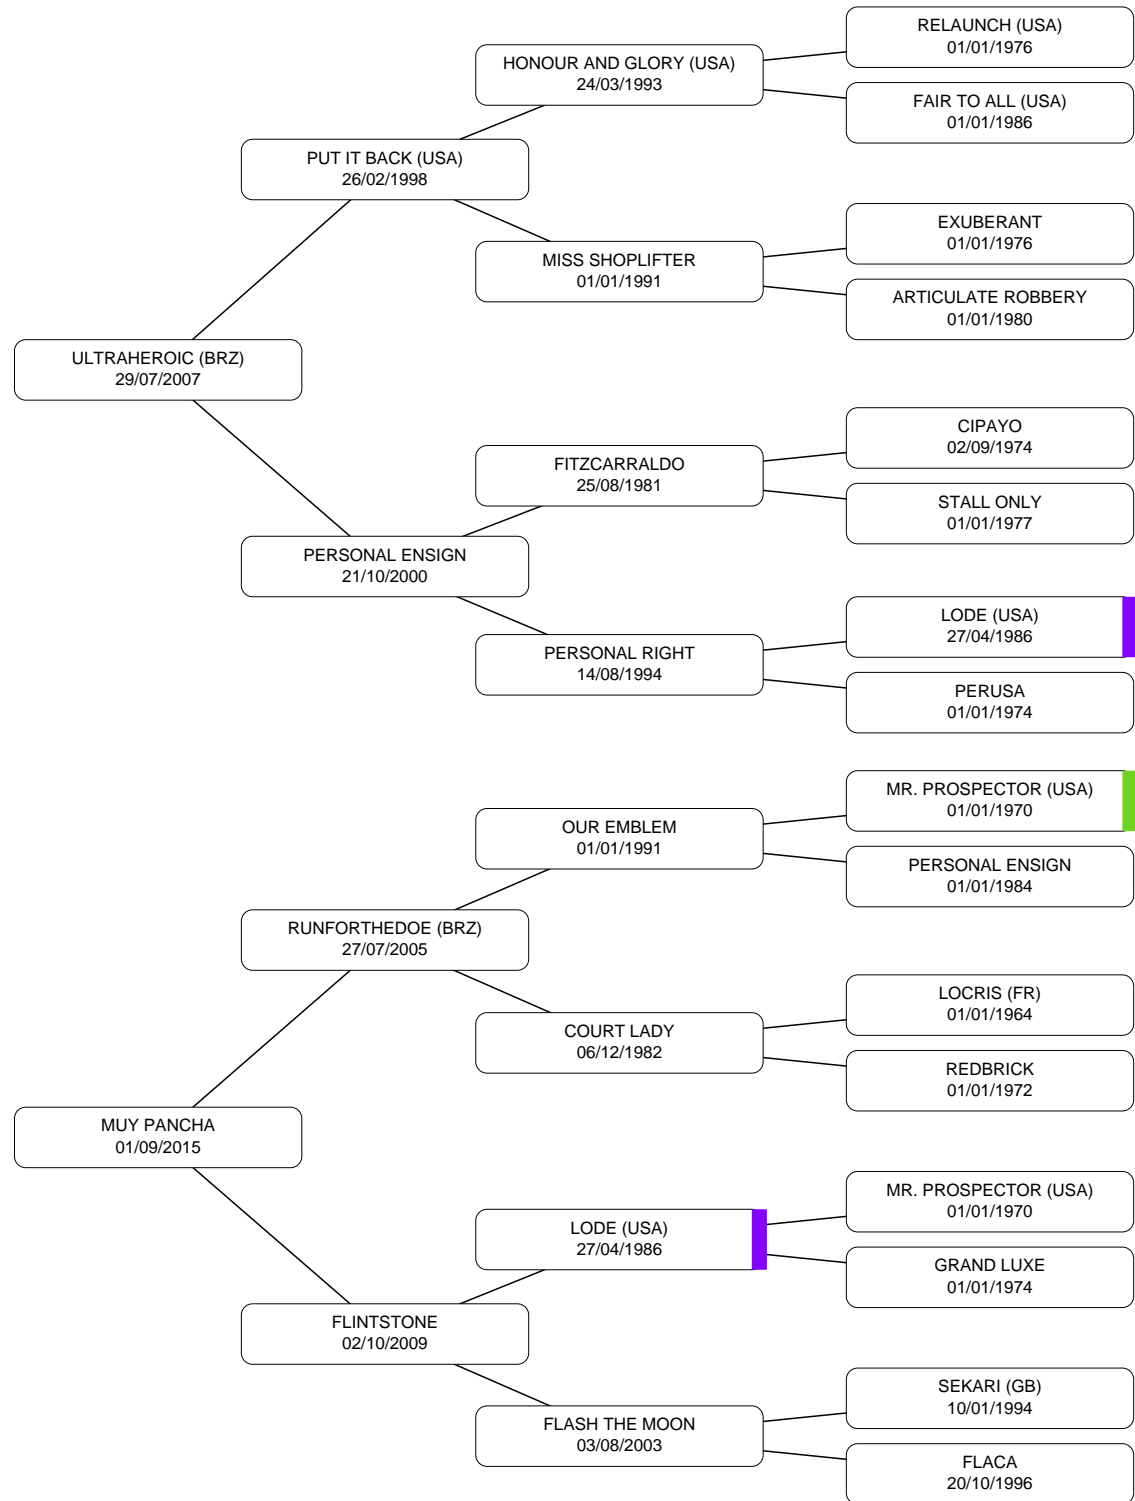 RELAUNCH (USA)
01/01/1976
HONOUR AND GLORY (USA)
24/03/1993
FAIR TO ALL (USA)
01/01/1986
PUT IT BACK (USA)
26/02/1998
EXUBERANT
01/01/1976
MISS SHOPLIFTER
01/01/1991
ARTICULATE ROBBERY
01/01/1980
ULTRAHEROIC (BRZ)
29/07/2007
CIPAYO
02/09/1974
FITZCARRALDO
25/08/1981
STALL ONLY
01/01/1977
PERSONAL ENSIGN
21/10/2000
LODE (USA)
27/04/1986
PERSONAL RIGHT
14/08/1994
PERUSA
01/01/1974
MR. PROSPECTOR (USA)
01/01/1970
OUR EMBLEM
01/01/1991
PERSONAL ENSIGN
01/01/1984
RUNFORTHEDOE (BRZ)
27/07/2005
LOCRIS (FR)
01/01/1964
COURT LADY
06/12/1982
REDBRICK
01/01/1972
MUY PANCHA
01/09/2015
MR. PROSPECTOR (USA)
01/01/1970
LODE (USA)
27/04/1986
GRAND LUXE
01/01/1974
FLINTSTONE
02/10/2009
SEKARI (GB)
10/01/1994
FLASH THE MOON
03/08/2003
FLACA
20/10/1996